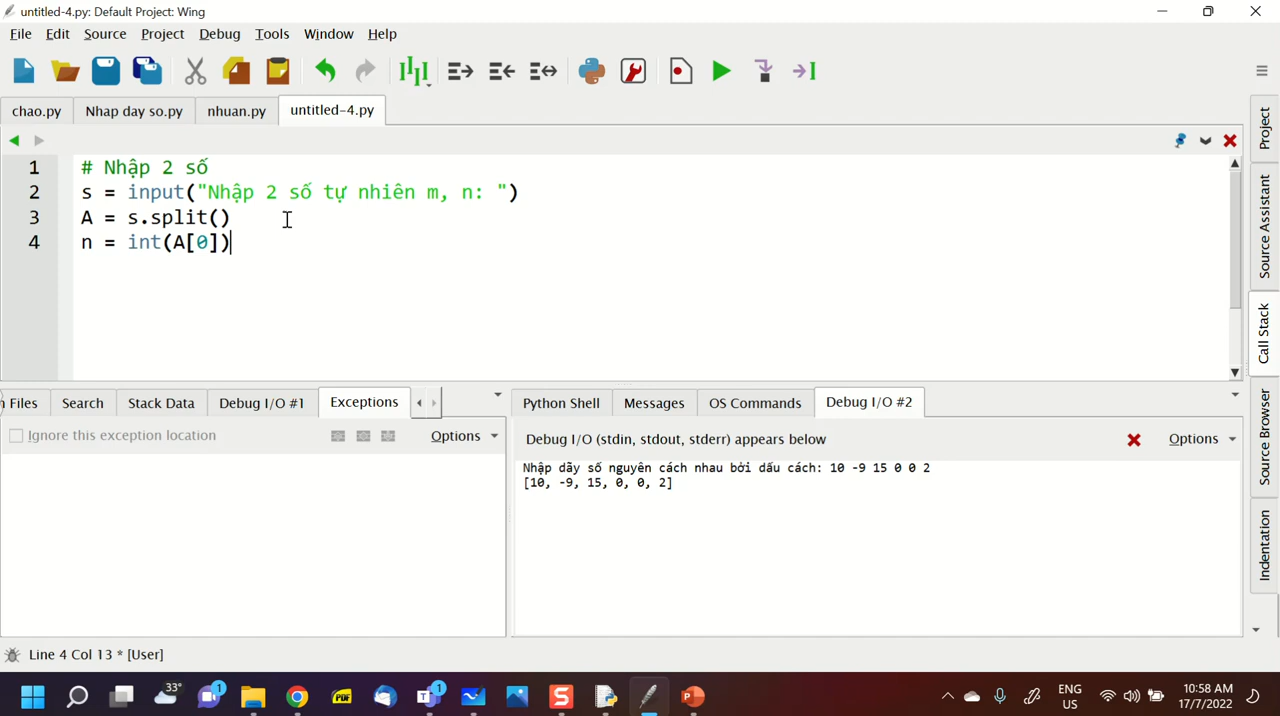 untitled-4.py: Default Project: Wing
File Edit Source Project Debug Tools Window Help
chao.py Nhap day so.py nhuan.py untitled-4.py
1 # Nhập 2 số
2 s = input("Nhập 2 số tự nhiên m, n: ")
3 A = s.split()
4 n = int(A[0])
Project
Source Assistant
Call Stack
Source Browser
Indentation
n Files Search Stack Data Debug I/O #1 Exceptions
Ignore this exception location Options
Python Shell Messages OS Commands Debug I/O #2
Debug I/O (stdin, stdout, stderr) appears below Options
Nhập dãy số nguyên cách nhau bởi dấu cách: 10 -9 15 0 0 2
[10, -9, 15, 0, 0, 2]
Line 4 Col 13 * [User]
33°
1
PDF
1
S
T
P
ENG
US
10:58 AM
17/7/2022